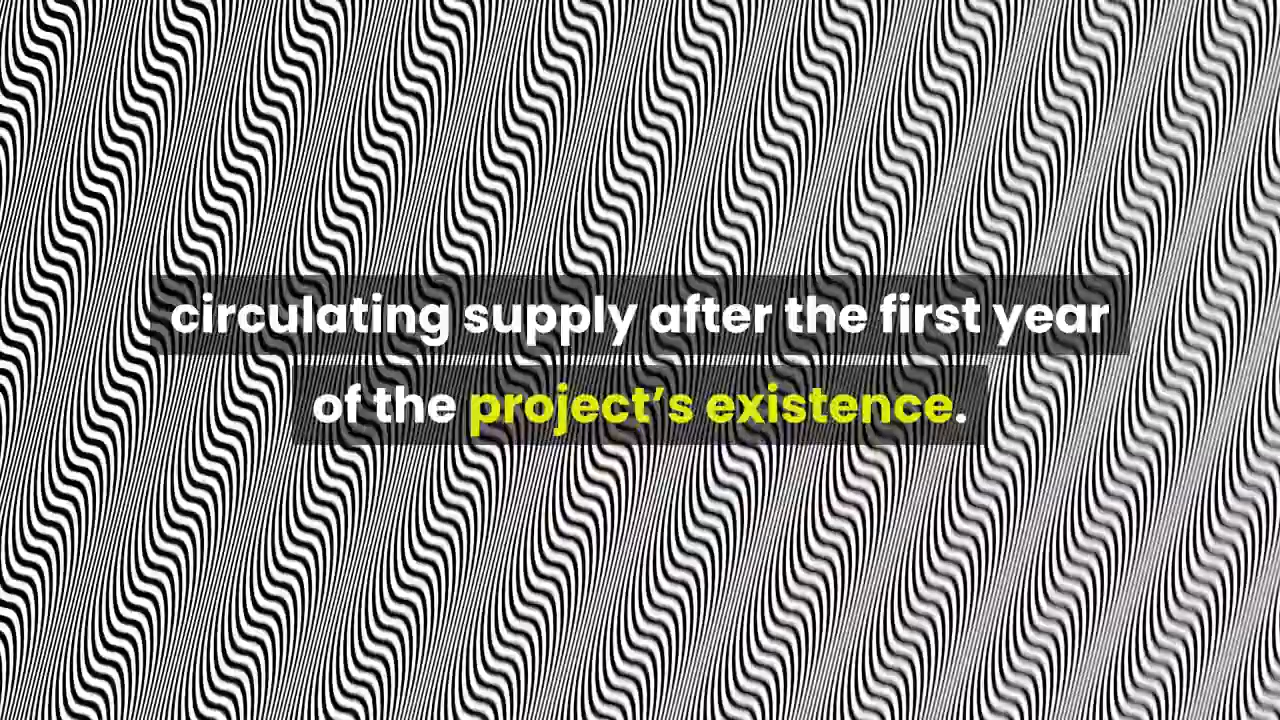 circulating supply after the first year
of the project’s existence.